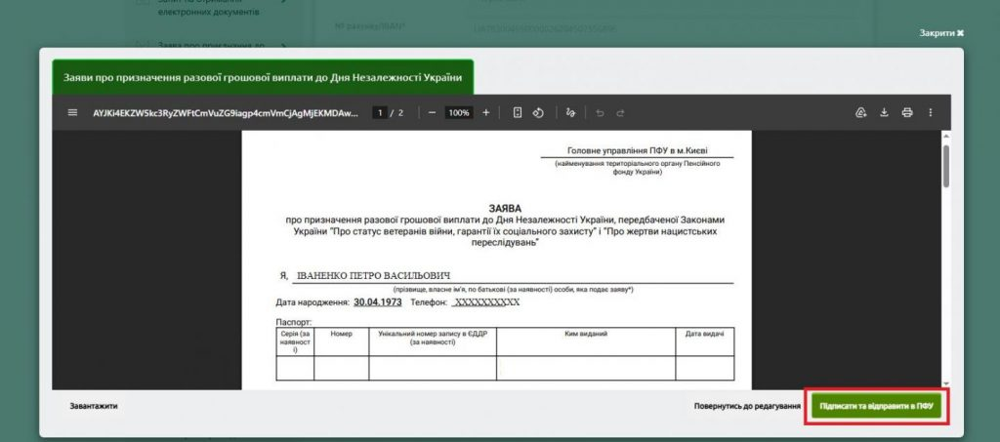 Запит на отримання
електронних документів
№ рахунку(IBAN)*
Заява про приєднання до
Закрити ✖
Заяви про призначення разової грошової виплати до Дня Незалежності України
AYJKi4EKZW5kc3RyZWFtCmVuZG9iagp4cmVmCjAgMjEKMDAw...
1 / 2
100%
Головне управління ПФУ в м.Києві
(найменування територіального органу Пенсійного
фонду України)
ЗАЯВА
про призначення разової грошової виплати до Дня Незалежності України, передбаченої Законами
України “Про статус ветеранів війни, гарантії їх соціального захисту” і “Про жертви нацистських
переслідувань”
Я, ІВАНЕНКО ПЕТРО ВАСИЛЬОВИЧ
(прізвище, власне ім’я, по батькові (за наявності) особи, яка подає заяву*)
Дата народження: 30.04.1973 Телефон: XXXXXXXXXX
Паспорт:
Серія (за
наявност
і)
Номер
Унікальний номер запису в ЄДДР
(за наявності)
Ким виданий
Дата видачі
Завантажити
Повернутись до редагування
Підписати та відправити в ПФУ